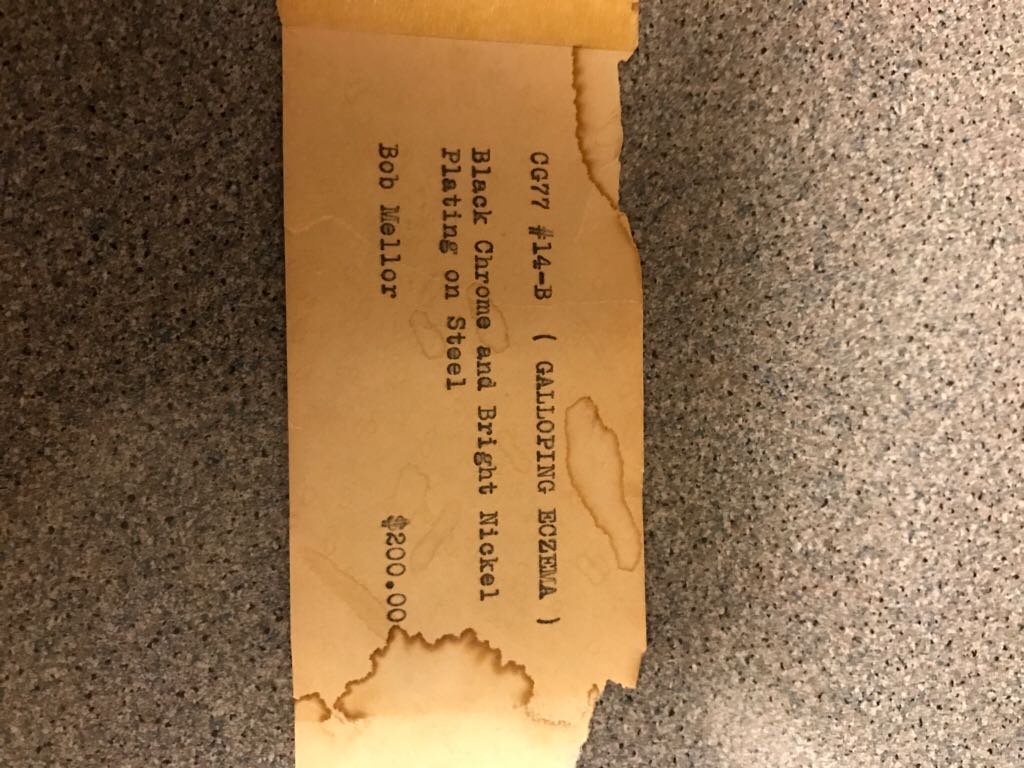 CG77 #14-B ( GALLOPING ECZEMA )
Black Chrome and Bright Nickel
Plating on Steel
Bob Mellor $200.00